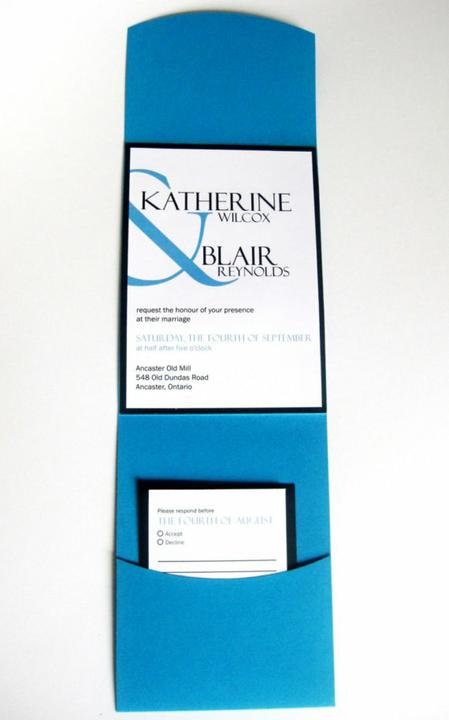 KATHERINE
WILCOX
&
BLAIR
REYNOLDS
request the honour of your presence
at their marriage
SATURDAY, THE FOURTH OF SEPTEMBER
at half after five o'clock
Ancaster Old Mill
548 Old Dundas Road
Ancaster, Ontario
Please respond before
THE FOURTH OF AUGUST
Accept
Decline